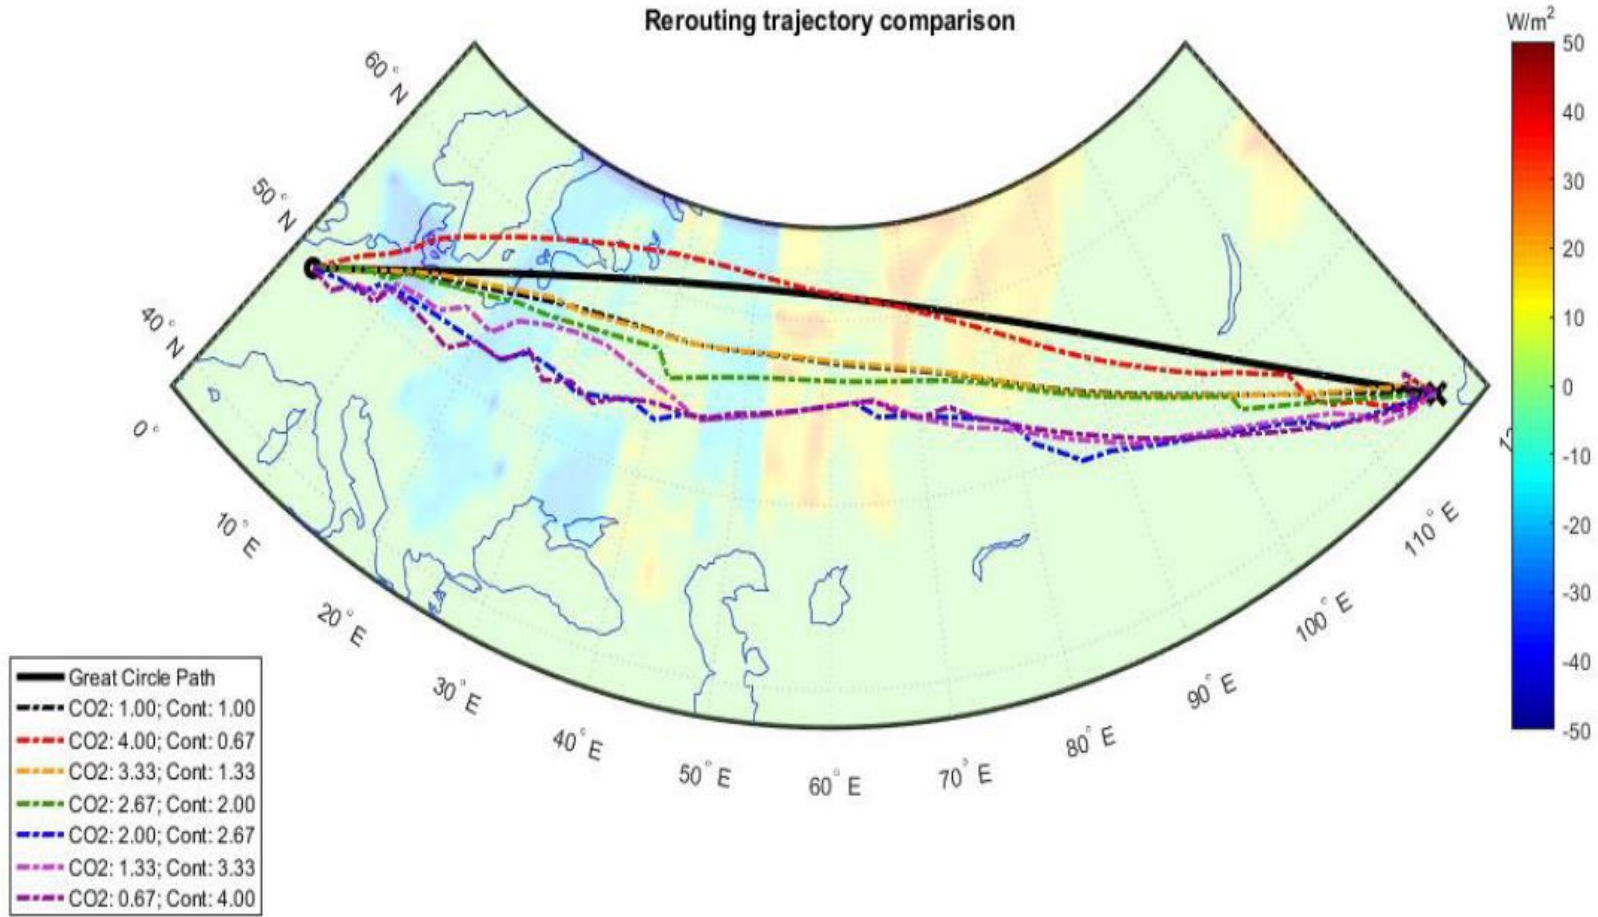 Rerouting trajectory comparison
W/m²
50
40
30
20
10
0
-10
-20
-30
-40
-50
60° N
50° N
40° N
0°
10° E
20° E
30° E
40° E
50° E
60° E
70° E
80° E
90° E
100° E
110° E
Great Circle Path
CO2: 1.00; Cont: 1.00
CO2: 4.00; Cont: 0.67
CO2: 3.33; Cont: 1.33
CO2: 2.67; Cont: 2.00
CO2: 2.00; Cont: 2.67
CO2: 1.33; Cont: 3.33
CO2: 0.67; Cont: 4.00